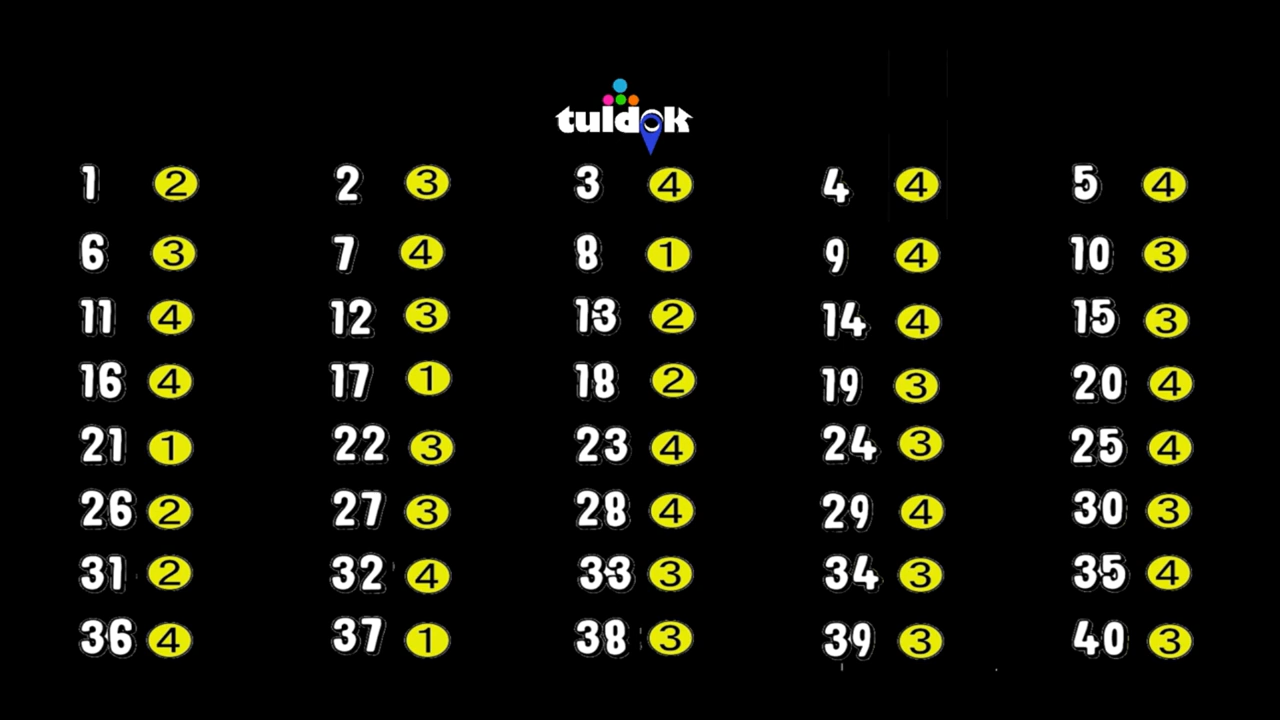 tuldok
1 2 2 3 3 4 4 4 5 4
6 3 7 4 8 1 9 4 10 3
11 4 12 3 13 2 14 4 15 3
16 4 17 1 18 2 19 3 20 4
21 1 22 3 23 4 24 3 25 4
26 2 27 3 28 4 29 4 30 3
31 2 32 4 33 3 34 3 35 4
36 4 37 1 38 3 39 3 40 3